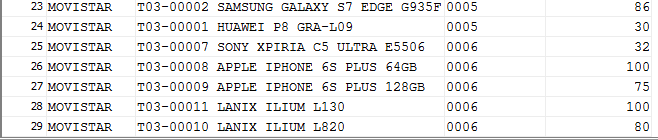 23 MOVISTAR T03-00002 SAMSUNG GALAXY S7 EDGE G935F 0005 86
24 MOVISTAR T03-00001 HUAWEI P8 GRA-L09 0005 30
25 MOVISTAR T03-00007 SONY XPIRIA C5 ULTRA E5506 0006 32
26 MOVISTAR T03-00008 APPLE IPHONE 6S PLUS 64GB 0006 100
27 MOVISTAR T03-00009 APPLE IPHONE 6S PLUS 128GB 0006 75
28 MOVISTAR T03-00011 LANIX ILIUM L130 0006 100
29 MOVISTAR T03-00010 LANIX ILIUM L820 0006 80